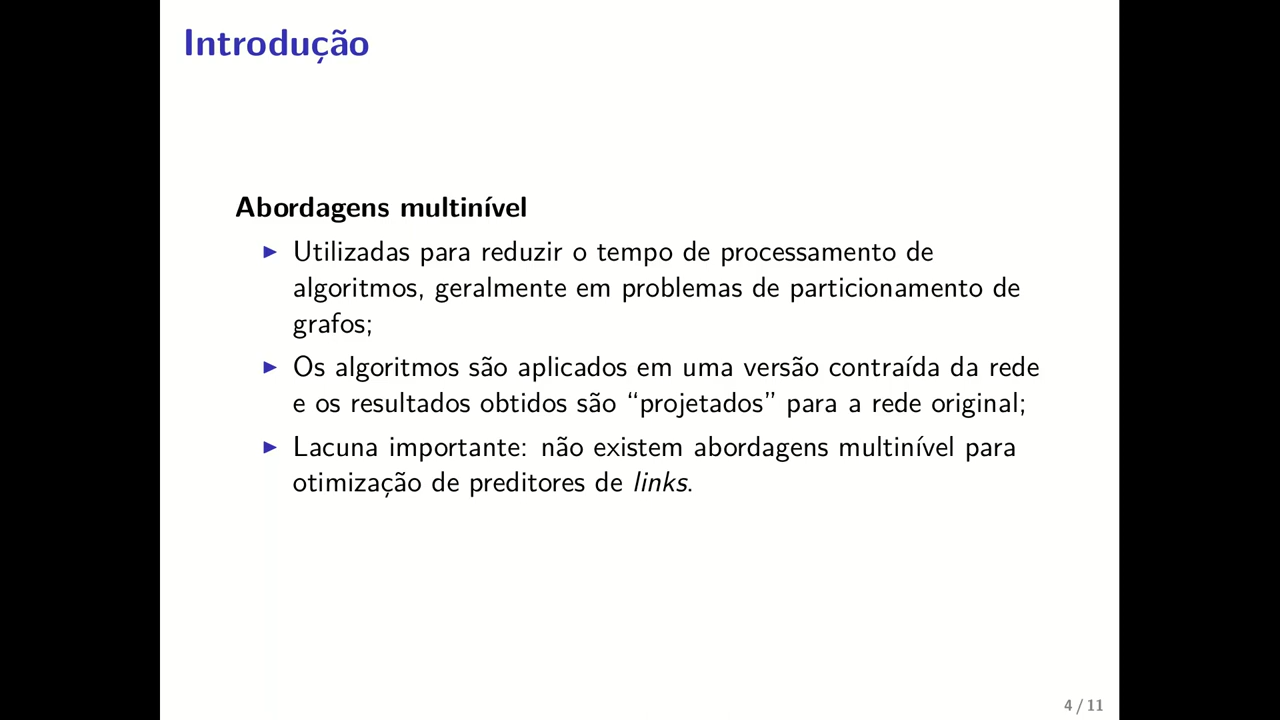 Introdução
Abordagens multinível
▶ Utilizadas para reduzir o tempo de processamento de
algoritmos, geralmente em problemas de particionamento de
grafos;
▶ Os algoritmos são aplicados em uma versão contraída da rede
e os resultados obtidos são “projetados” para a rede original;
▶ Lacuna importante: não existem abordagens multinível para
otimização de preditores de links.
4 / 11